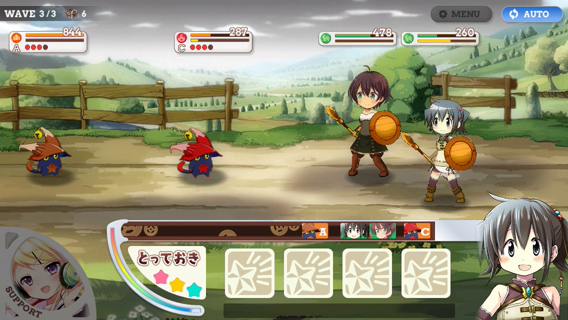 WAVE 3/3 6
MENU
AUTO
844
A
287
C
478
260
A
C
とっておき
SUPPORT